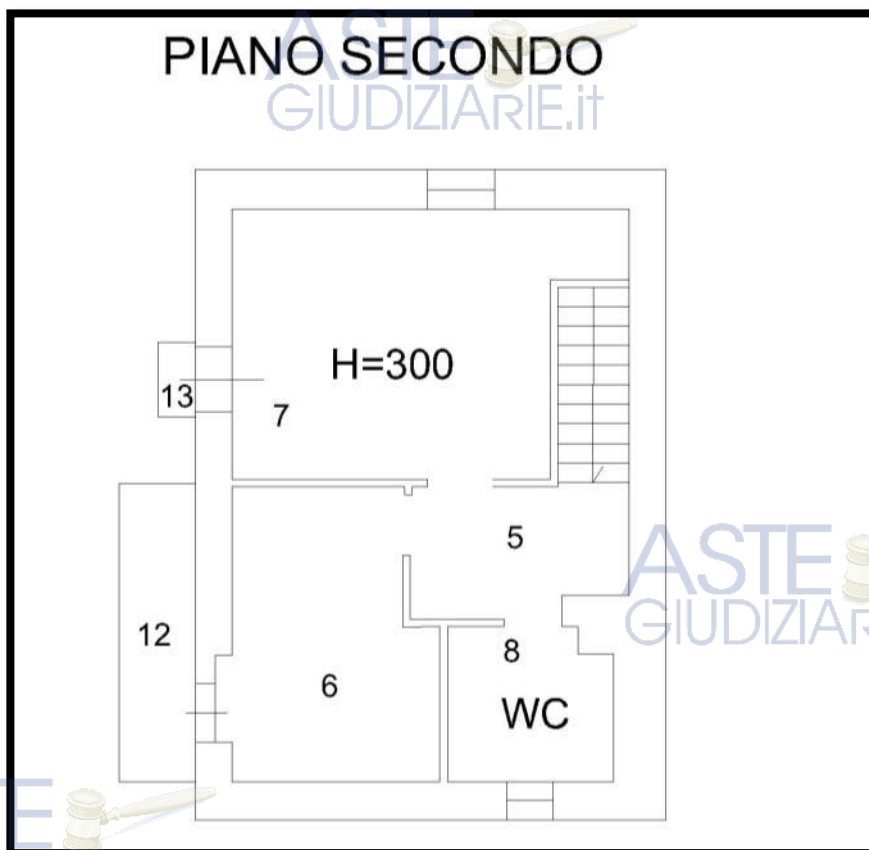 PIANO SECONDO
ASTE
GIUDIZIARIE.it
H=300
13
7
5
12
8
6
WC
ASTE
GIUDIZIAR